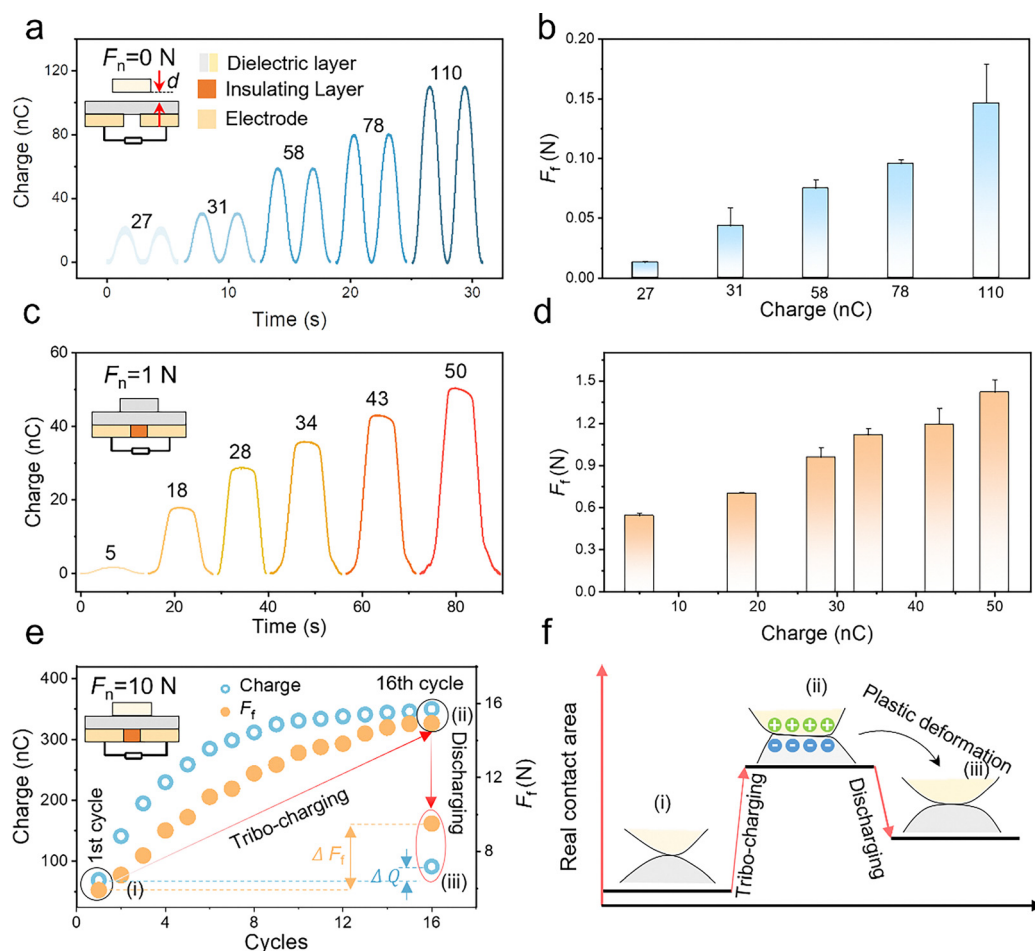 a
Fn=0 N
d
Dielectric layer
Insulating Layer
Electrode
Charge (nC)
120
80
40
0
27
31
58
78
110
0
10
20
30
Time (s)
b
Ff (N)
0.20
0.15
0.10
0.05
0.00
27
31
58
78
110
Charge (nC)
c
Fn=1 N
Charge (nC)
60
40
20
0
5
18
28
34
43
50
0
20
40
60
80
Time (s)
d
Ff (N)
1.5
1.2
0.9
0.6
0.3
0.0
10
20
30
40
50
Charge (nC)
e
Fn=10 N
Charge
Ff
16th cycle
(ii)
Charge (nC)
400
350
300
250
200
150
100
50
0
16
12
8
Ff (N)
1st cycle
(i)
Tribo-charging
Discharging
Δ Ff
Δ Q
(iii)
0
4
8
12
16
Cycles
f
Real contact area
(i)
Tribo-charging
(ii)
+ + + +
− − − −
Discharging
Plastic deformation
(iii)